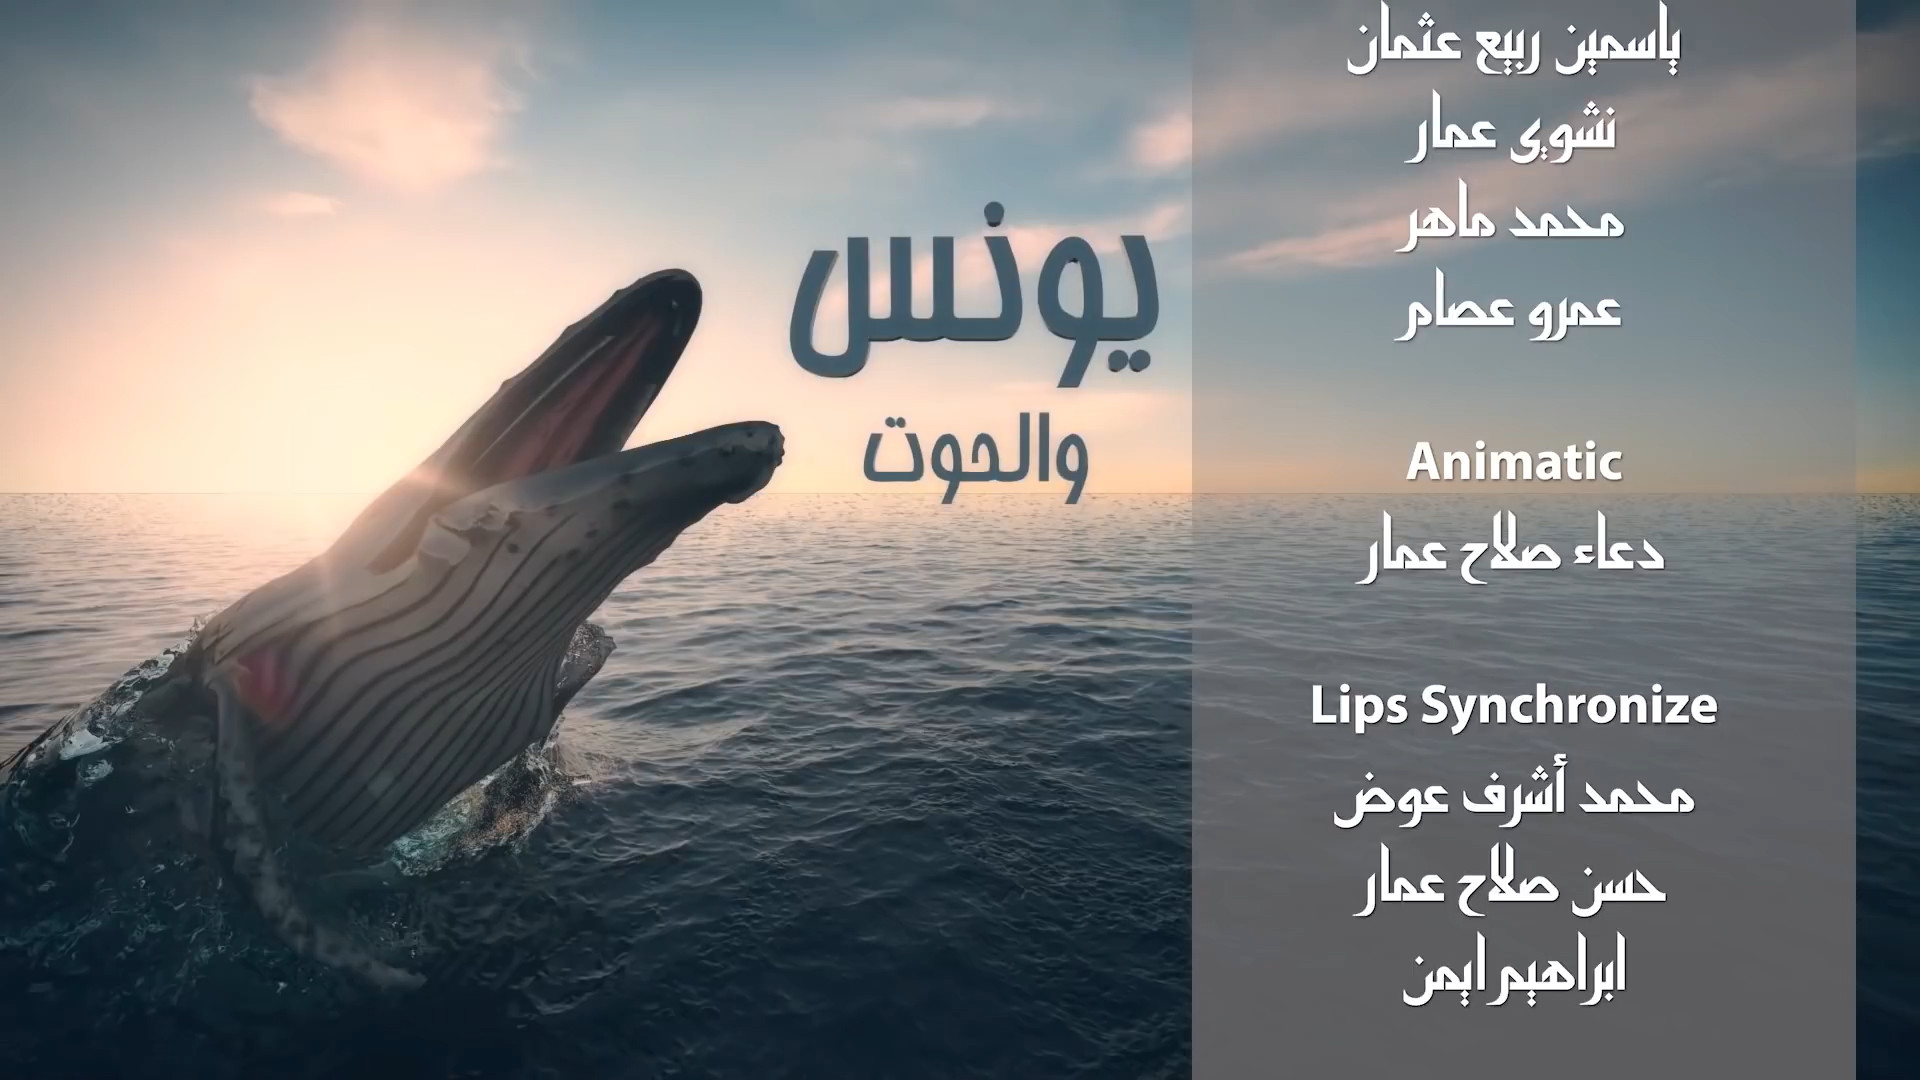 يونس
والحوت
ياسمين ربيع عثمان
نشوي عمار
محمد ماهر
عمرو عصام
Animatic
دعاء صلاح عمار
Lips Synchronize
محمد أشرف عوض
حسن صلاح عمار
ابراهيم ايمن